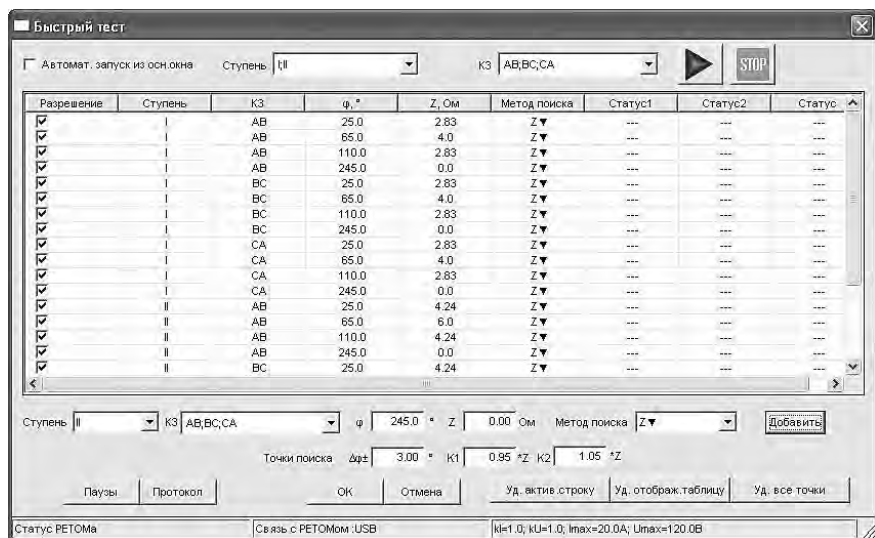 Быстрый тест
Автомат. запуск из осн.окна Ступень I;II КЗ AB;BC;CA STOP
Разрешение Ступень КЗ φ, ° Z, Ом Метод поиска Статус1 Статус2 Статус
I AB 25.0 2.83 Z▼ --- --- ---
I AB 65.0 4.0 Z▼ --- --- ---
I AB 110.0 2.83 Z▼ --- --- ---
I AB 245.0 0.0 Z▼ --- --- ---
I BC 25.0 2.83 Z▼ --- --- ---
I BC 65.0 4.0 Z▼ --- --- ---
I BC 110.0 2.83 Z▼ --- --- ---
I BC 245.0 0.0 Z▼ --- --- ---
I CA 25.0 2.83 Z▼ --- --- ---
I CA 65.0 4.0 Z▼ --- --- ---
I CA 110.0 2.83 Z▼ --- --- ---
I CA 245.0 0.0 Z▼ --- --- ---
II AB 25.0 4.24 Z▼ --- --- ---
II AB 65.0 6.0 Z▼ --- --- ---
II AB 110.0 4.24 Z▼ --- --- ---
II AB 245.0 0.0 Z▼ --- --- ---
II BC 25.0 4.24 Z▼ --- --- ---
Ступень II КЗ AB;BC;CA φ 245.0 ° Z 0.00 Ом Метод поиска Z▼ Добавить
Точки поиска Δφ± 3.00 ° К1 0.95 *Z К2 1.05 *Z
Паузы Протокол OK Отмена Уд. актив.строку Уд. отображ.таблицу Уд. все точки
Статус РЕТОМа Связь с РЕТОМом :USB kI=1.0; kU=1.0; Imax=20.0A; Umax=120.0В